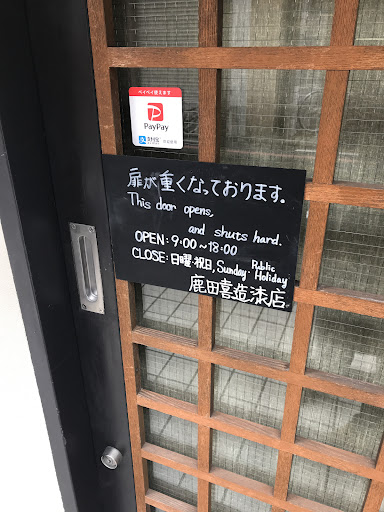 ペイペイ使えます
PayPay
扉が重くなっております。
This door opens,
and shuts hard.
OPEN: 9:00~18:00
CLOSE: 日曜・祝日, Sunday・Public Holiday
鹿田喜造漆店